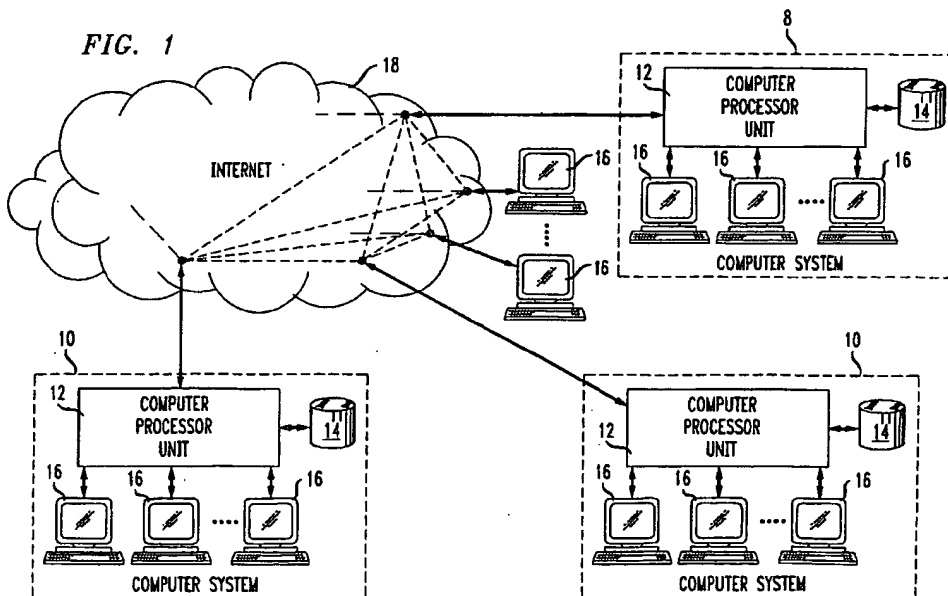 FIG. 1
8
18
12
COMPUTER
PROCESSOR
UNIT
14
INTERNET
16
16
16
16
COMPUTER SYSTEM
16
10
12
COMPUTER
PROCESSOR
UNIT
14
16
16
16
COMPUTER SYSTEM
10
12
COMPUTER
PROCESSOR
UNIT
14
16
16
16
COMPUTER SYSTEM